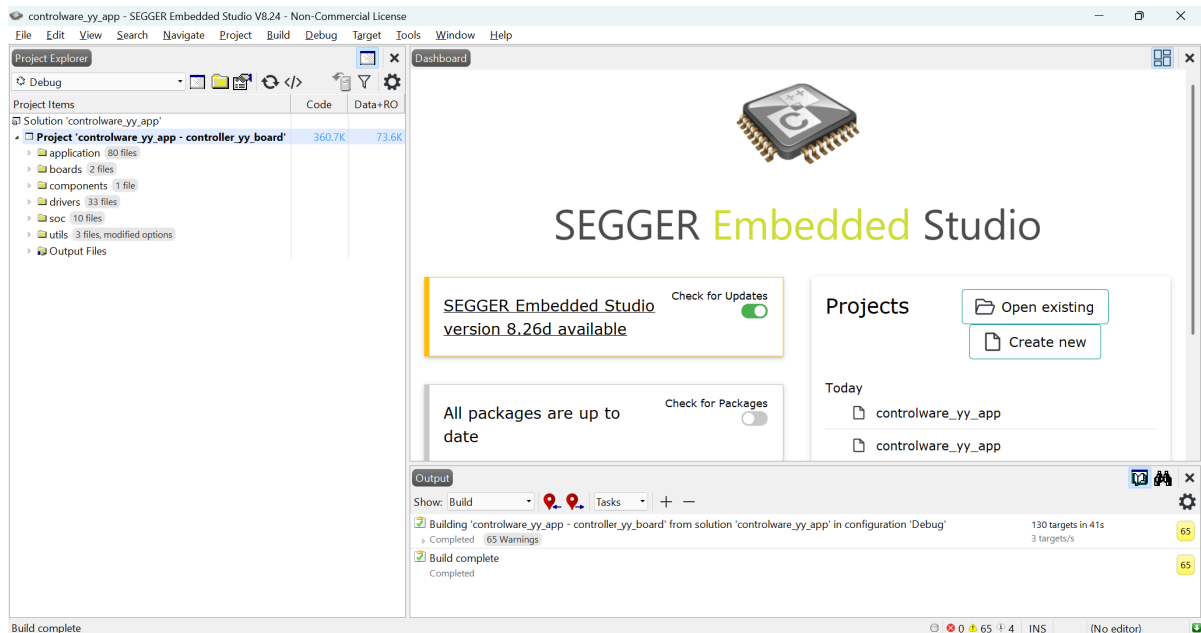 controlware_yy_app - SEGGER Embedded Studio V8.24 - Non-Commercial License
File Edit View Search Navigate Project Build Debug Target Tools Window Help
Project Explorer
Debug
Project Items Code Data+RO
Solution 'controlware_yy_app'
Project 'controlware_yy_app - controller_yy_board' 360.7K 73.6K
application 80 files
boards 2 files
components 1 file
drivers 33 files
soc 10 files
utils 3 files, modified options
Output Files
Dashboard
C
SEGGER Embedded Studio
SEGGER Embedded Studio
version 8.26d available
Check for Updates
All packages are up to
date
Check for Packages
Projects
Open existing
Create new
Today
controlware_yy_app
controlware_yy_app
Output
Show: Build Tasks
Building 'controlware_yy_app - controller_yy_board' from solution 'controlware_yy_app' in configuration 'Debug' 130 targets in 41s 65
Completed 65 Warnings 3 targets/s
Build complete 65
Completed
Build complete 0 65 4 INS (No editor)